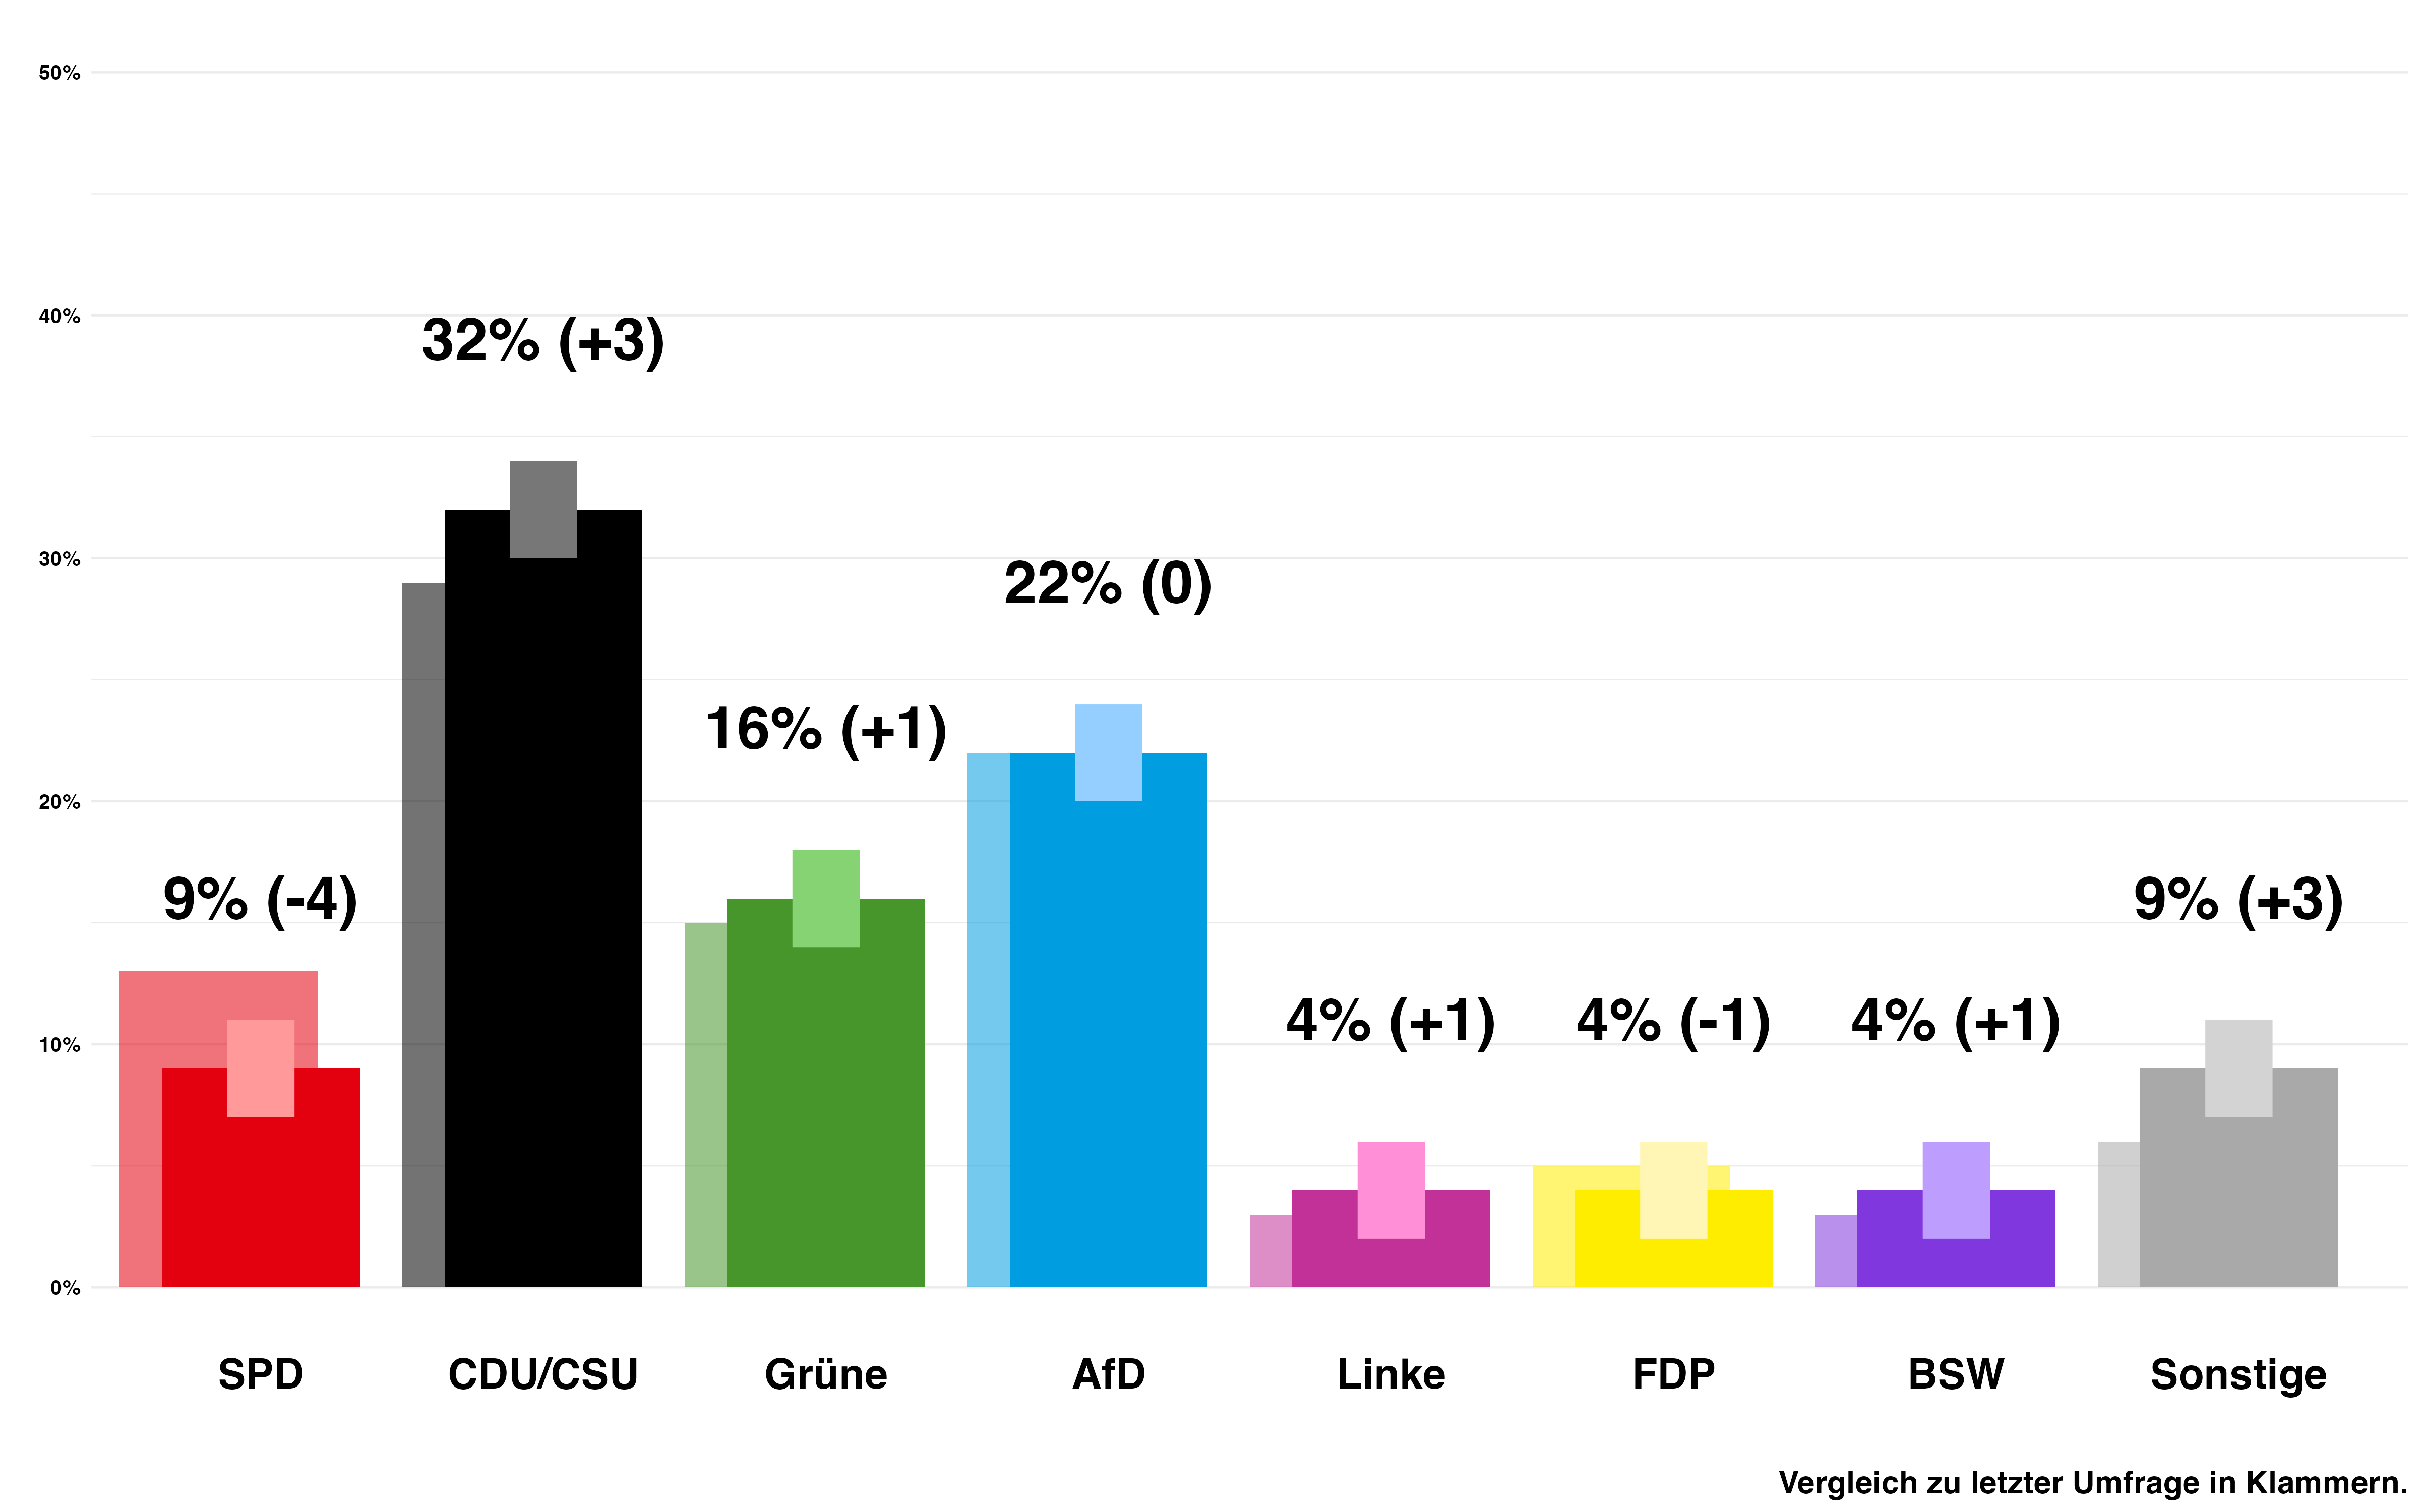 50%
40%
30%
20%
10%
0%
9% (-4)
32% (+3)
16% (+1)
22% (0)
4% (+1)
4% (-1)
4% (+1)
9% (+3)
SPD
CDU/CSU
Grüne
AfD
Linke
FDP
BSW
Sonstige
Vergleich zu letzter Umfrage in Klammern.